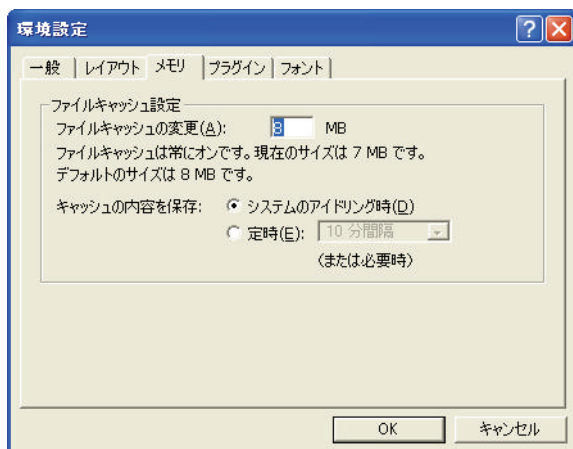 環境設定
一般 レイアウト メモリ プラグイン フォント
ファイルキャッシュ設定
ファイルキャッシュの変更(A): 8 MB
ファイルキャッシュは常にオンです。現在のサイズは 7 MB です。
デフォルトのサイズは 8 MB です。
キャッシュの内容を保存: システムのアイドリング時(D)
定時(E): 10 分間隔
(または必要時)
OK キャンセル